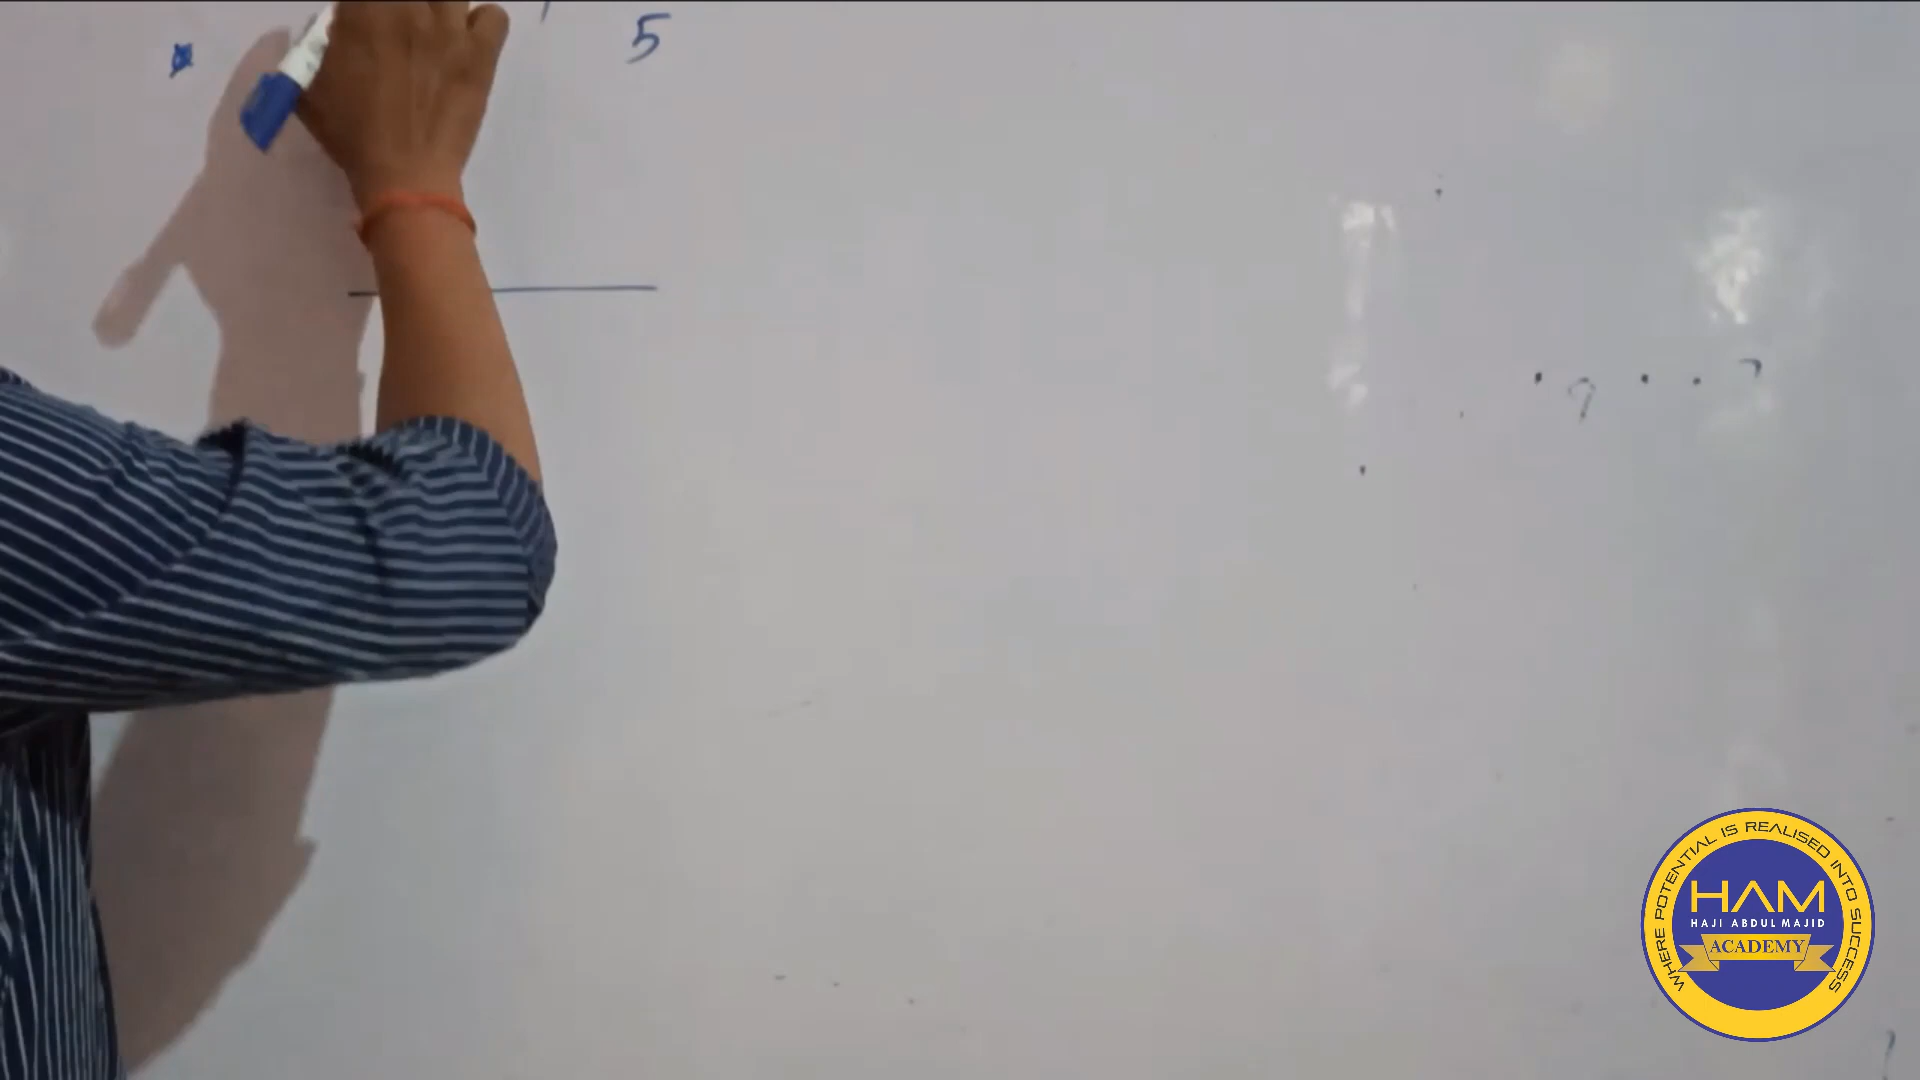 5
WHERE POTENTIAL IS REALISED INTO SUCCESS
HAM
HAJI ABDUL MAJID
ACADEMY